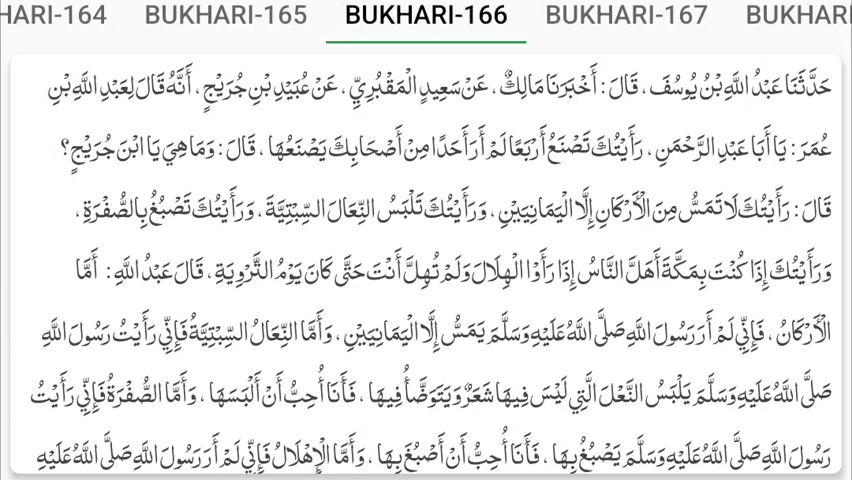 HARI-164 BUKHARI-165 BUKHARI-166 BUKHARI-167 BUKHARI
حَدَّثَنَا عَبْدُ اللَّهِ بْنُ يُوسُفَ ، قَالَ : أَخْبَرَنَا مَالِكٌ ، عَنْ سَعِيدٍ الْمَقْبُرِيِّ ، عَنْ عُبَيْدِ بْنِ جُرَيْجٍ ، أَنَّهُ قَالَ لِعَبْدِ اللَّهِ بْنِ
عُمَرَ : يَا أَبَا عَبْدِ الرَّحْمَنِ ، رَأَيْتُكَ تَصْنَعُ أَرْبَعًا لَمْ أَرَ أَحَدًا مِنْ أَصْحَابِكَ يَصْنَعُهَا ، قَالَ : وَمَا هِيَ يَا ابْنَ جُرَيْجٍ ؟
قَالَ : رَأَيْتُكَ لَا تَمَسُّ مِنَ الْأَرْكَانِ إِلَّا الْيَمَانِيَيْنِ ، وَرَأَيْتُكَ تَلْبَسُ النِّعَالَ السِّبْتِيَّةَ ، وَرَأَيْتُكَ تَصْبُغُ بِالصُّفْرَةِ ،
وَرَأَيْتُكَ إِذَا كُنْتَ بِمَكَّةَ أَهَلَّ النَّاسُ إِذَا رَأَوْا الْهِلَالَ وَلَمْ تُهِلَّ أَنْتَ حَتَّى كَانَ يَوْمُ التَّرْوِيَةِ ، قَالَ عَبْدُ اللَّهِ : أَمَّا
الْأَرْكَانُ ، فَإِنِّي لَمْ أَرَ رَسُولَ اللَّهِ صَلَّى اللَّهُ عَلَيْهِ وَسَلَّمَ يَمَسُّ إِلَّا الْيَمَانِيَيْنِ ، وَأَمَّا النِّعَالُ السِّبْتِيَّةُ فَإِنِّي رَأَيْتُ رَسُولَ اللَّهِ
صَلَّى اللَّهُ عَلَيْهِ وَسَلَّمَ يَلْبَسُ النَّعْلَ الَّتِي لَيْسَ فِيهَا شَعَرٌ وَيَتَوَضَّأُ فِيهَا ، فَأَنَا أُحِبُّ أَنْ أَلْبَسَهَا ، وَأَمَّا الصُّفْرَةُ فَإِنِّي رَأَيْتُ
رَسُولَ اللَّهِ صَلَّى اللَّهُ عَلَيْهِ وَسَلَّمَ يَصْبُغُ بِهَا ، فَأَنَا أُحِبُّ أَنْ أَصْبُغَ بِهَا ، وَأَمَّا الْإِهْلَالُ فَإِنِّي لَمْ أَرَ رَسُولَ اللَّهِ صَلَّى اللَّهُ عَلَيْهِ